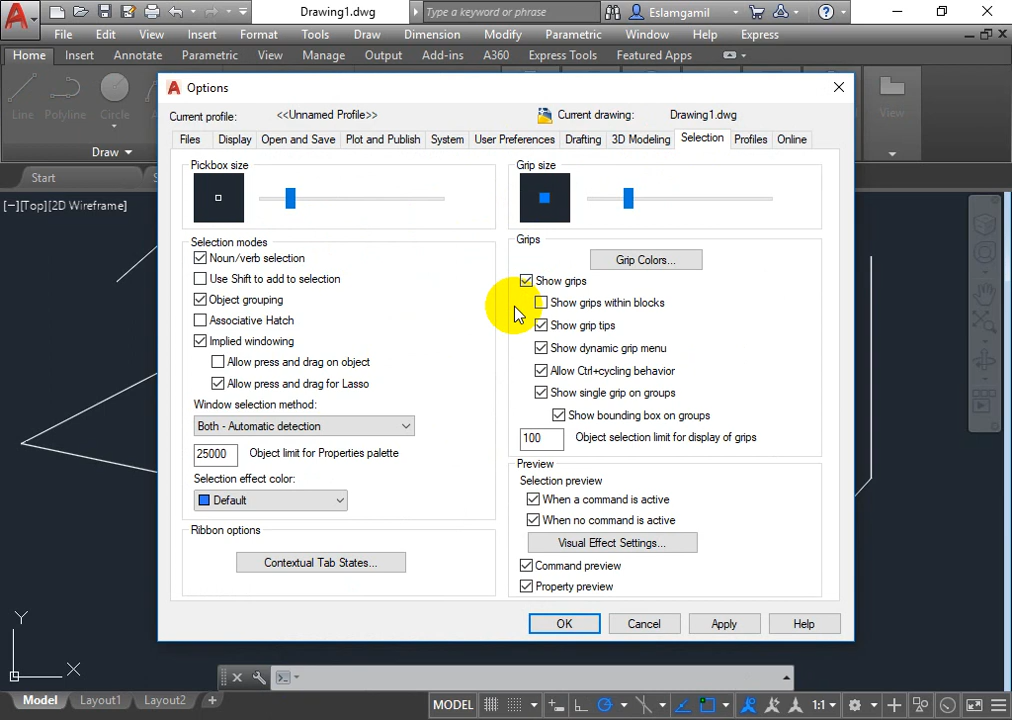 Drawing1.dwg
Type a keyword or phrase
Eslamgamil
File Edit View Insert Format Tools Draw Dimension Modify Parametric Window Help Express
Home Insert Annotate Parametric View Manage Output Add-ins A360 Express Tools Featured Apps
Line Polyline Circle
View
Draw
Start
[−][Top][2D Wireframe]
Options
Current profile: <<Unnamed Profile>> Current drawing: Drawing1.dwg
Files Display Open and Save Plot and Publish System User Preferences Drafting 3D Modeling Selection Profiles Online
Pickbox size
Selection modes
Noun/verb selection
Use Shift to add to selection
Object grouping
Associative Hatch
Implied windowing
Allow press and drag on object
Allow press and drag for Lasso
Window selection method:
Both - Automatic detection
25000 Object limit for Properties palette
Selection effect color:
Default
Ribbon options
Contextual Tab States...
Grip size
Grips
Grip Colors...
Show grips
Show grips within blocks
Show grip tips
Show dynamic grip menu
Allow Ctrl+cycling behavior
Show single grip on groups
Show bounding box on groups
100 Object selection limit for display of grips
Preview
Selection preview
When a command is active
When no command is active
Visual Effect Settings...
Command preview
Property preview
OK Cancel Apply Help
Y
X
Model Layout1 Layout2 +
MODEL 1:1